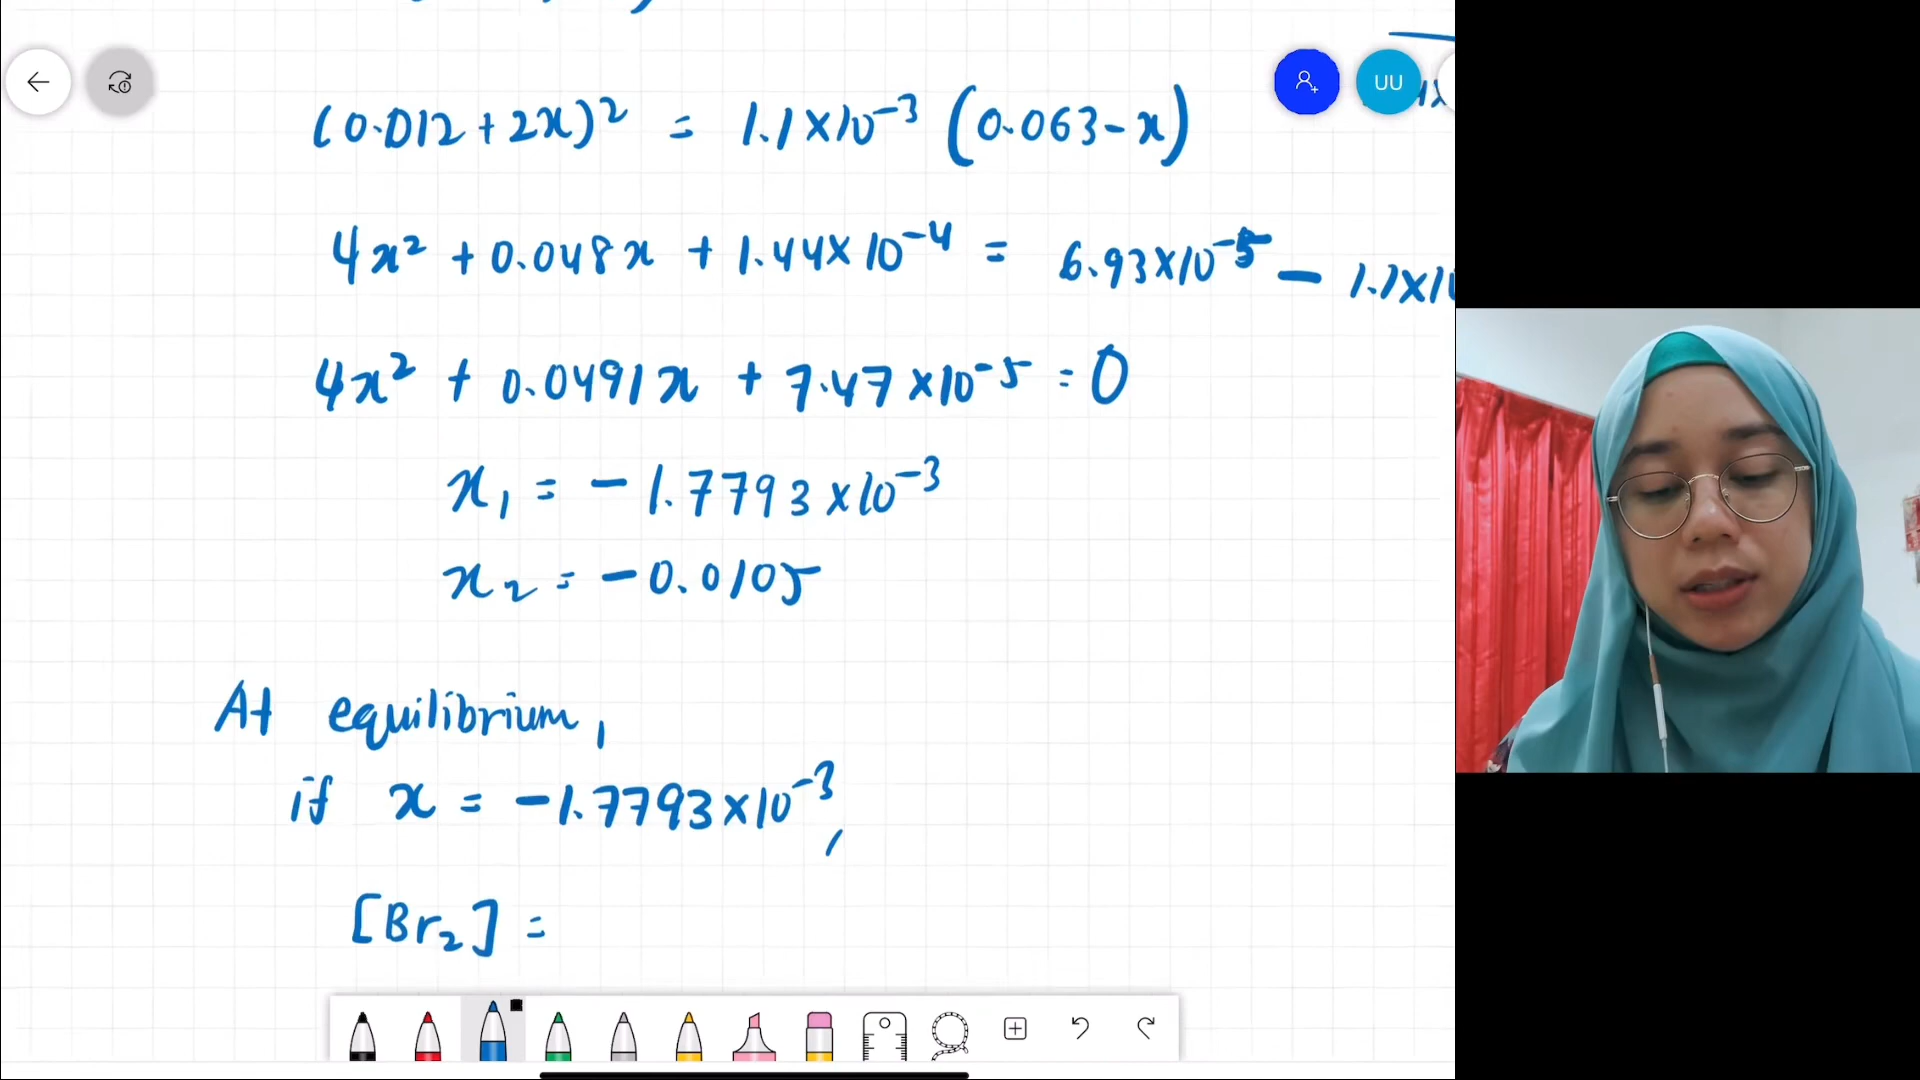 UU
(0.012 + 2x)² = 1.1 × 10⁻³ (0.063 - x)
4x² + 0.048x + 1.44 × 10⁻⁴ = 6.93 × 10⁻⁵ - 1.1 × 10
4x² + 0.0491x + 7.47 × 10⁻⁵ = 0
x₁ = - 1.7793 × 10⁻³
x₂ = - 0.0105
At equilibrium,
if x = - 1.7793 × 10⁻³,
[Br₂] =